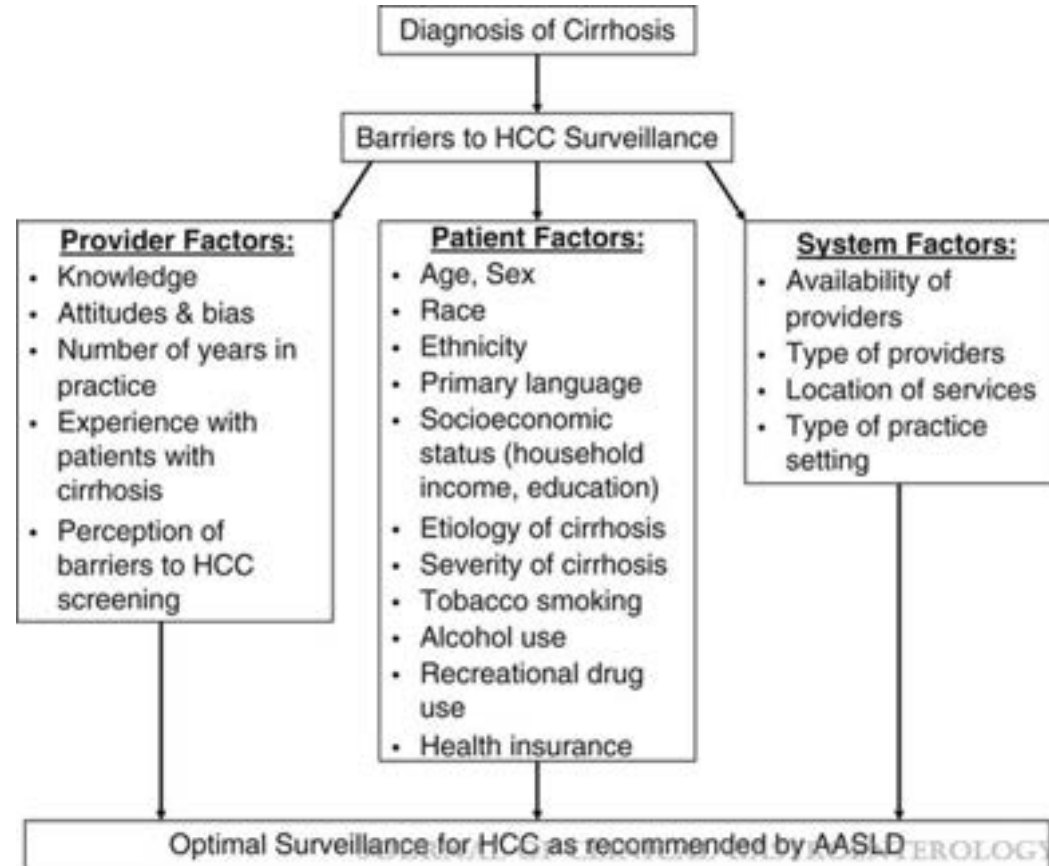 Diagnosis of Cirrhosis
Barriers to HCC Surveillance
Provider Factors:
• Knowledge
• Attitudes & bias
• Number of years in
practice
• Experience with
patients with
cirrhosis
• Perception of
barriers to HCC
screening
Patient Factors:
• Age, Sex
• Race
• Ethnicity
• Primary language
• Socioeconomic
status (household
income, education)
• Etiology of cirrhosis
• Severity of cirrhosis
• Tobacco smoking
• Alcohol use
• Recreational drug
use
• Health insurance
System Factors:
• Availability of
providers
• Type of providers
• Location of services
• Type of practice
setting
Optimal Surveillance for HCC as recommended by AASLD